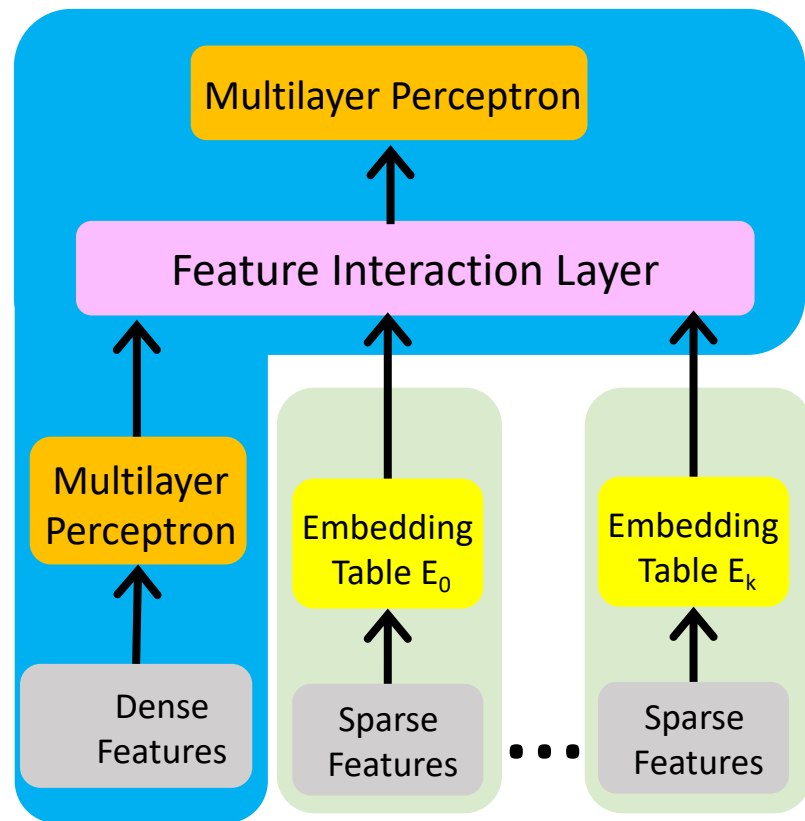 Multilayer Perceptron
Feature Interaction Layer
Multilayer
Perceptron
Embedding
Table E₀
Embedding
Table Eₖ
Dense
Features
Sparse
Features
...
Sparse
Features